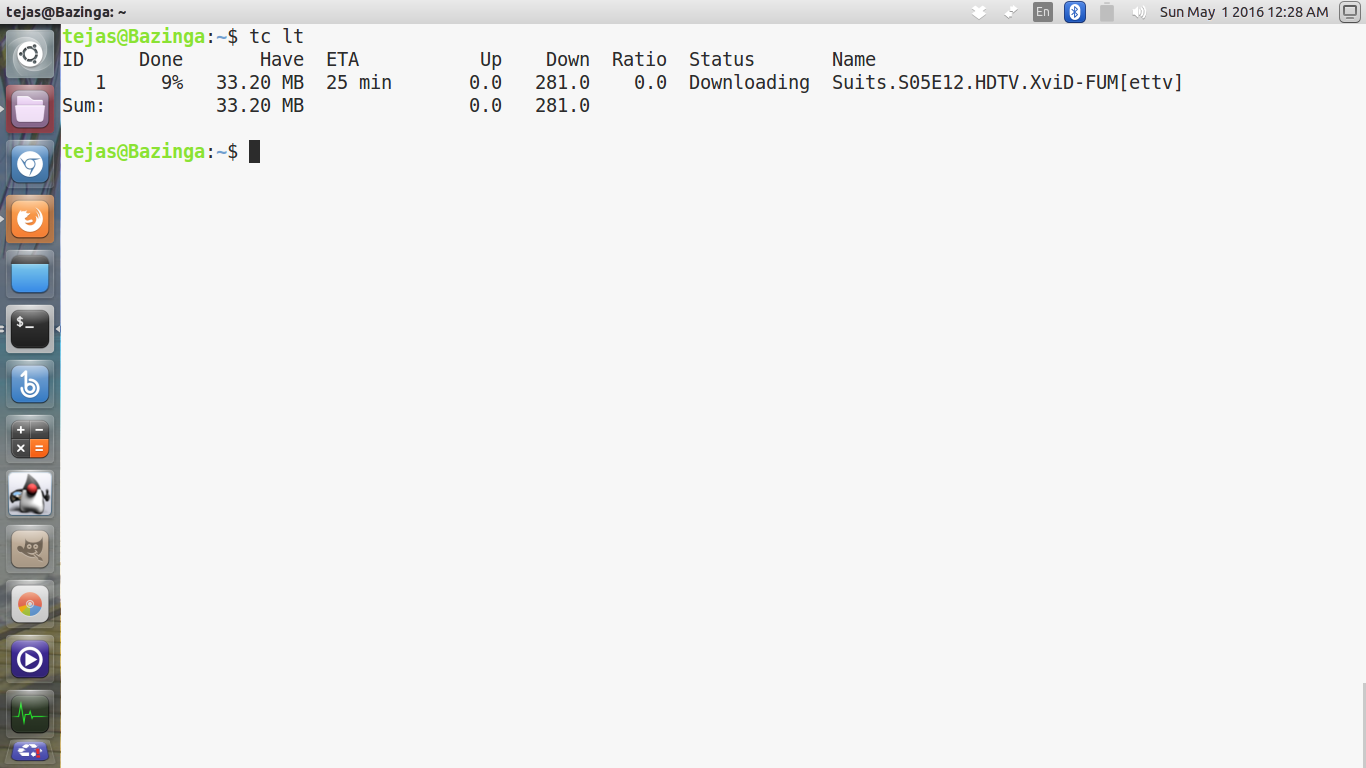 tejas@Bazinga: ~ En Sun May 1 2016 12:28 AM
tejas@Bazinga:~$ tc lt
ID Done Have ETA Up Down Ratio Status Name
1 9% 33.20 MB 25 min 0.0 281.0 0.0 Downloading Suits.S05E12.HDTV.XviD-FUM[ettv]
Sum: 33.20 MB 0.0 281.0
tejas@Bazinga:~$
$_